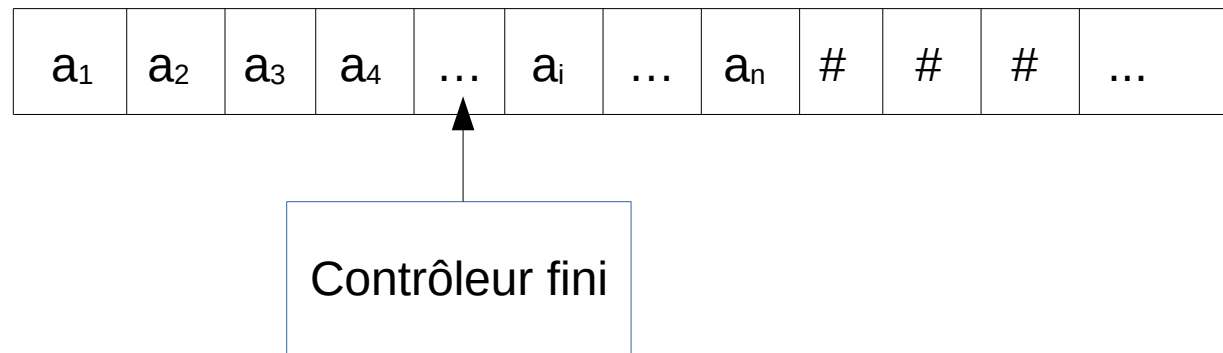 a₁ a₂ a₃ a₄ ... aᵢ ... aₙ # # # ...
Contrôleur fini